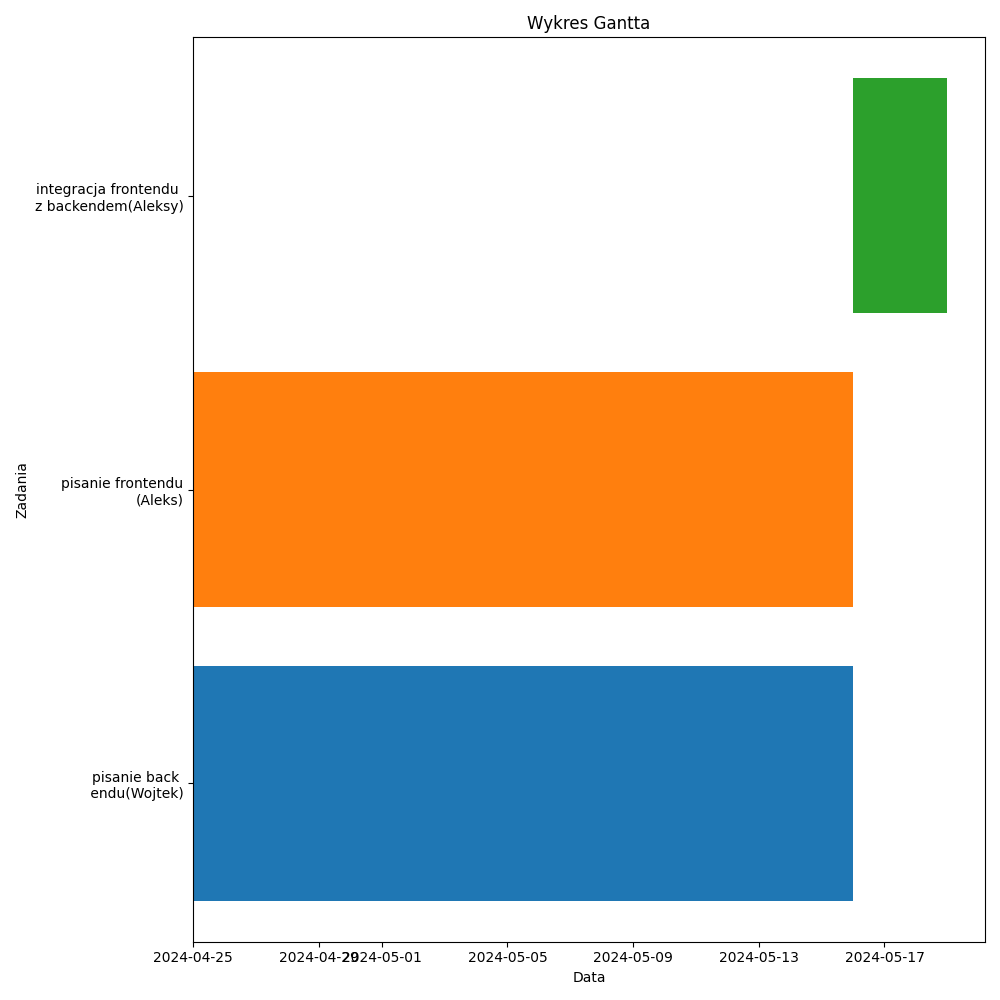 Wykres Gantta
integracja frontendu
z backendem(Aleksy)
pisanie frontendu
(Aleks)
pisanie back
endu(Wojtek)
Zadania
2024-04-25
2024-04-29
2024-05-01
2024-05-05
2024-05-09
2024-05-13
2024-05-17
Data